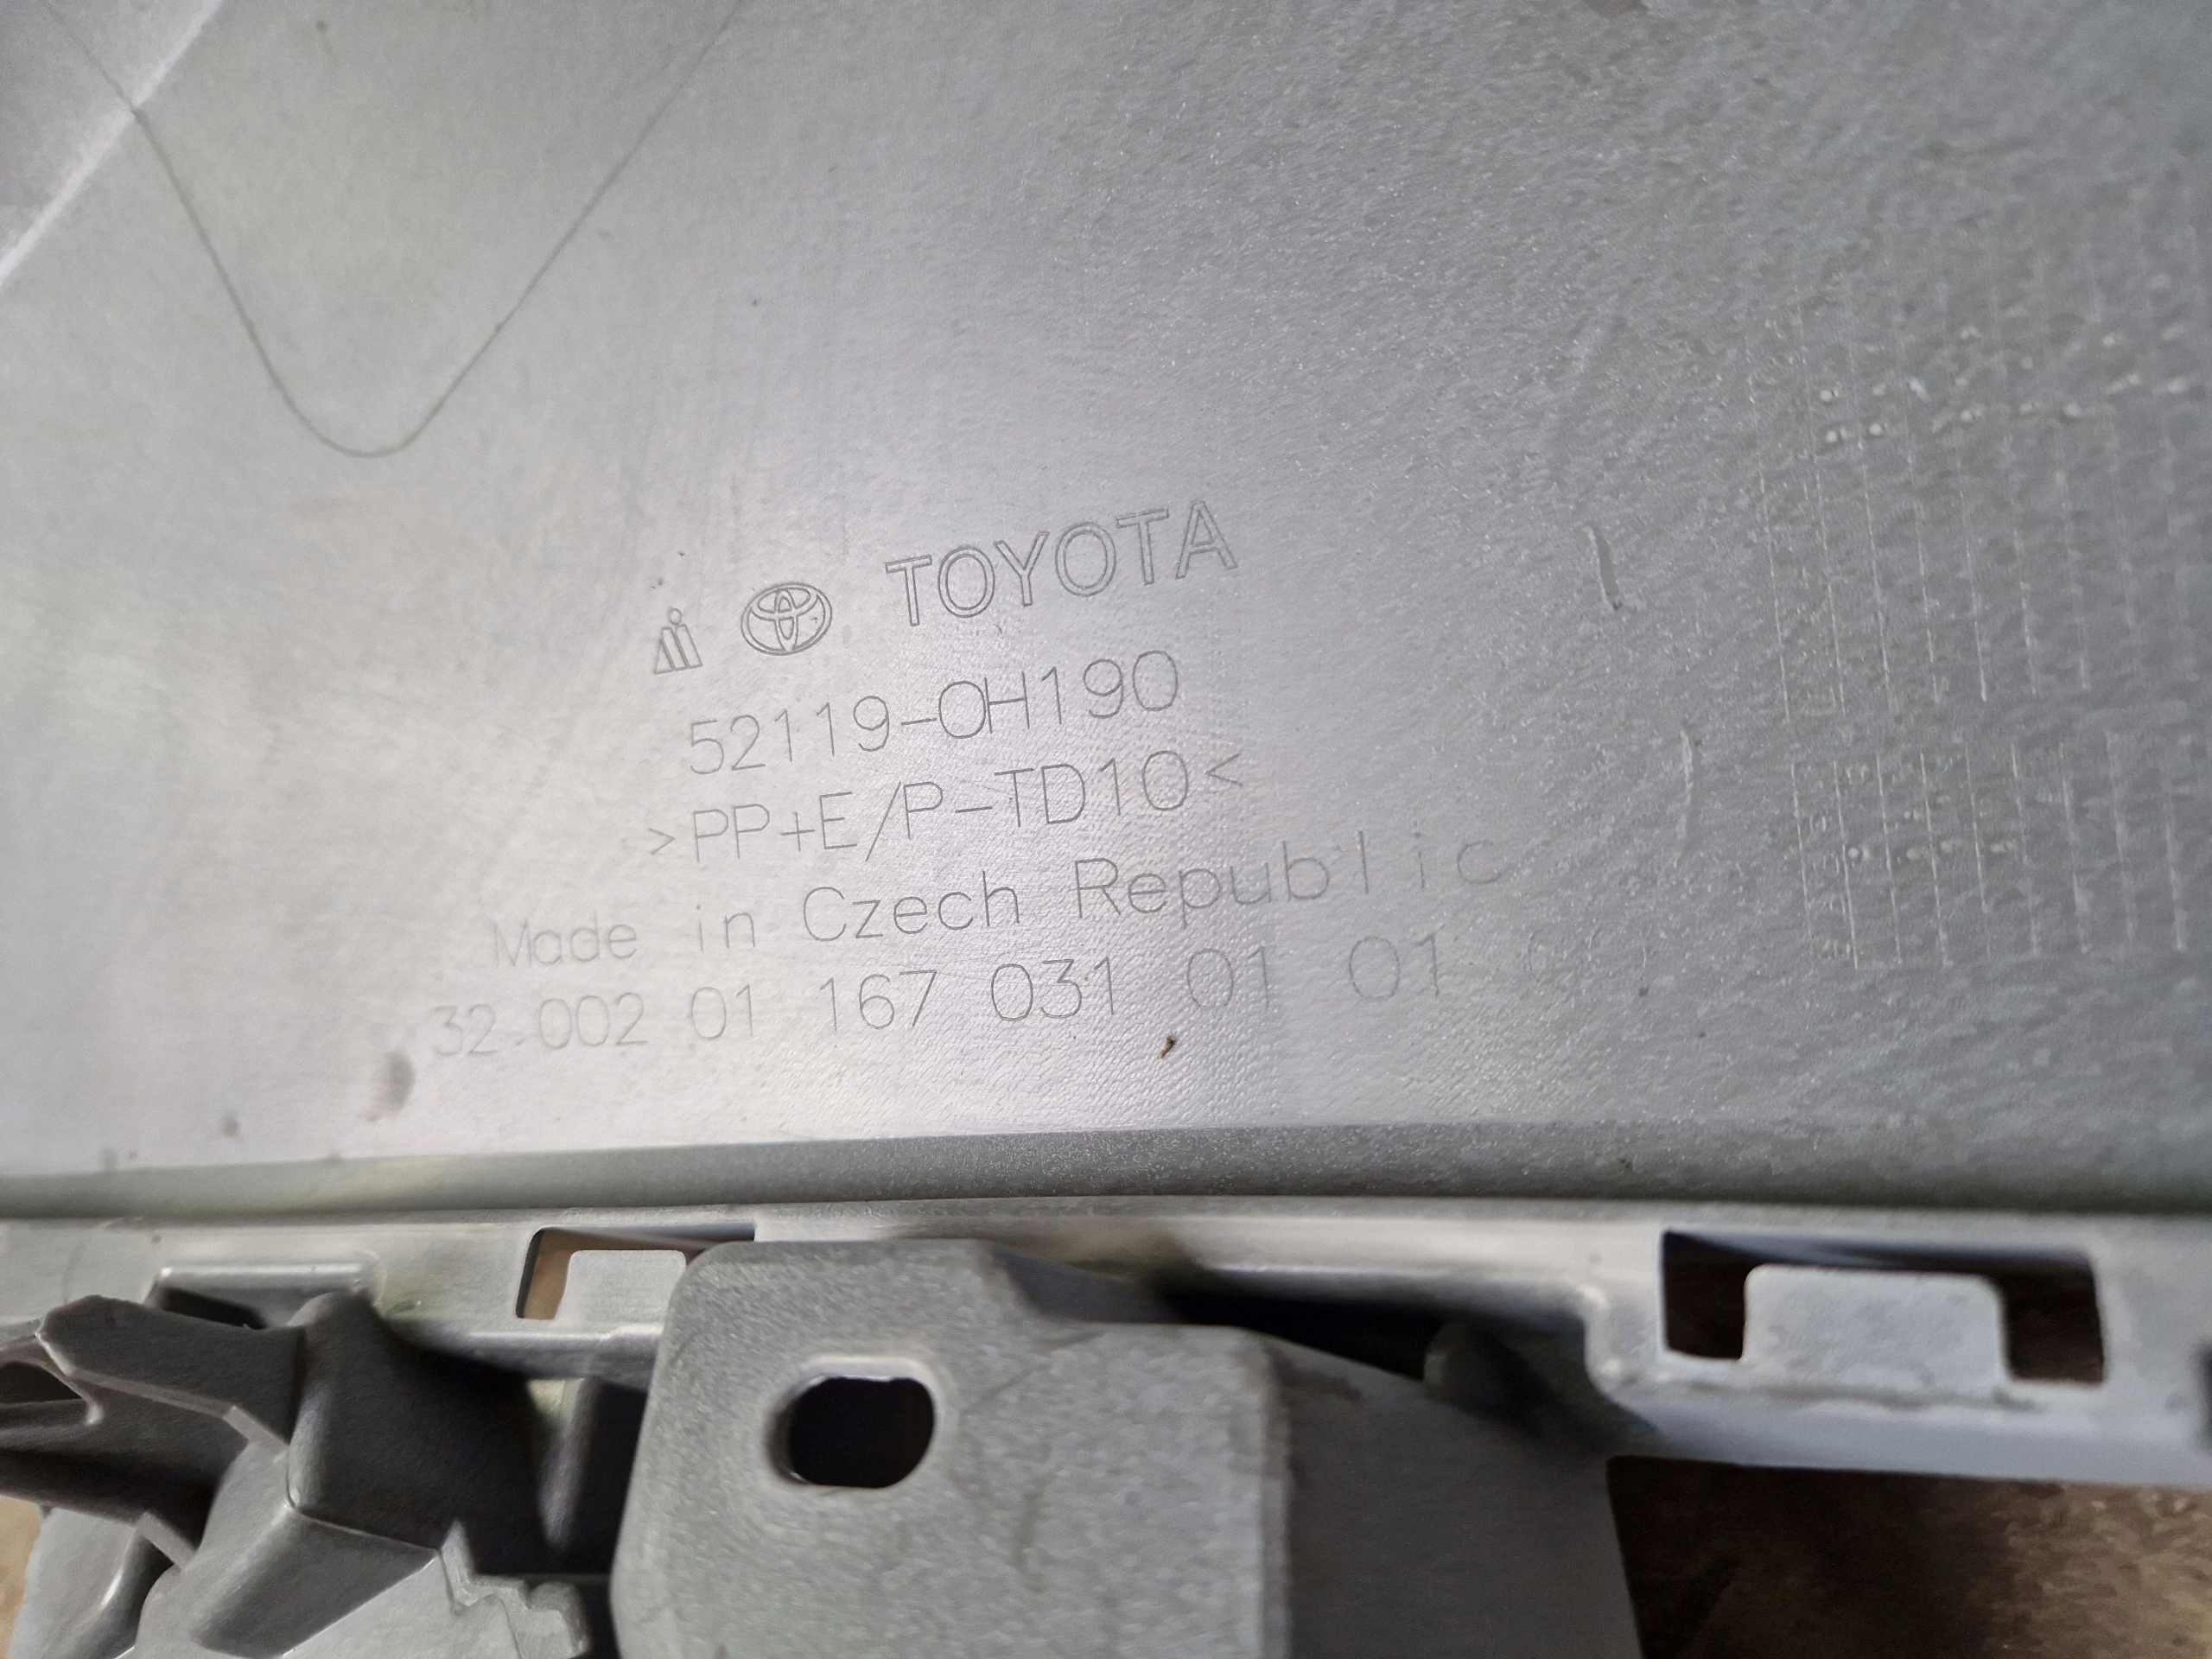 TOYOTA
52119-0H190
>PP+E/P-TD10<
Made in Czech Republic
32 002 01 167 031 01 01